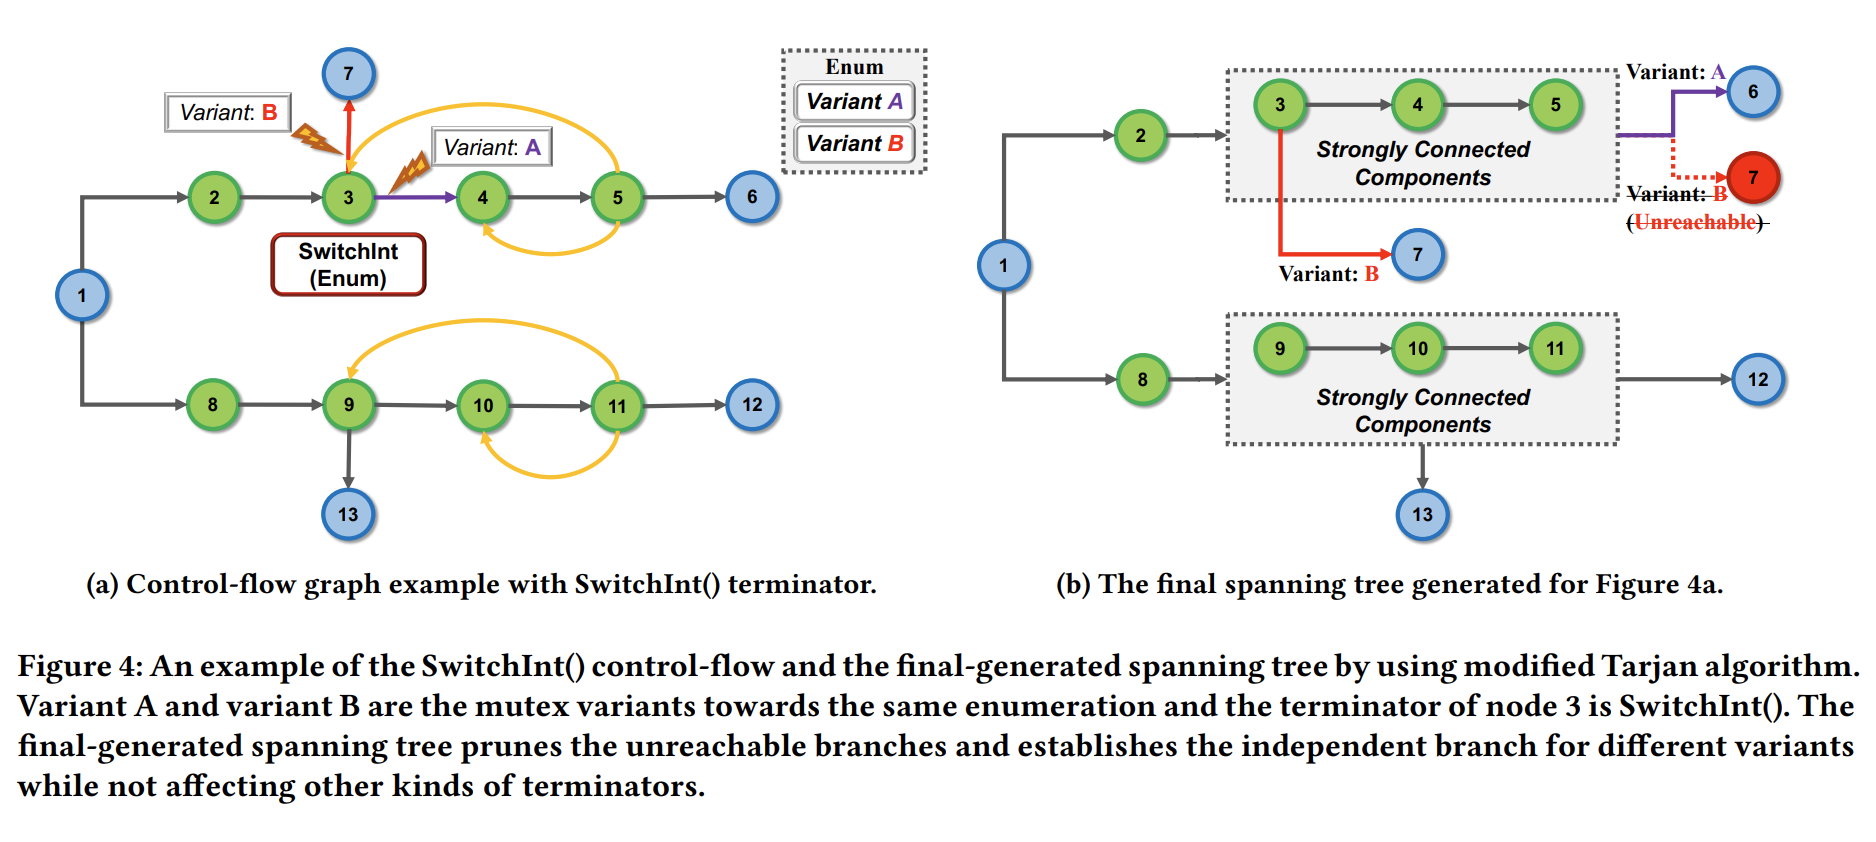 7
Variant: B
Variant: A
Enum
Variant A
Variant B
2
3
4
5
6
SwitchInt
(Enum)
1
8
9
10
11
12
13
(a) Control-flow graph example with SwitchInt() terminator.
Variant: A
6
3
4
5
2
Strongly Connected
Components
7
Variant: B
(Unreachable)
1
7
Variant: B
9
10
11
8
Strongly Connected
Components
12
13
(b) The final spanning tree generated for Figure 4a.
Figure 4: An example of the SwitchInt() control-flow and the final-generated spanning tree by using modified Tarjan algorithm.
Variant A and variant B are the mutex variants towards the same enumeration and the terminator of node 3 is SwitchInt(). The
final-generated spanning tree prunes the unreachable branches and establishes the independent branch for different variants
while not affecting other kinds of terminators.